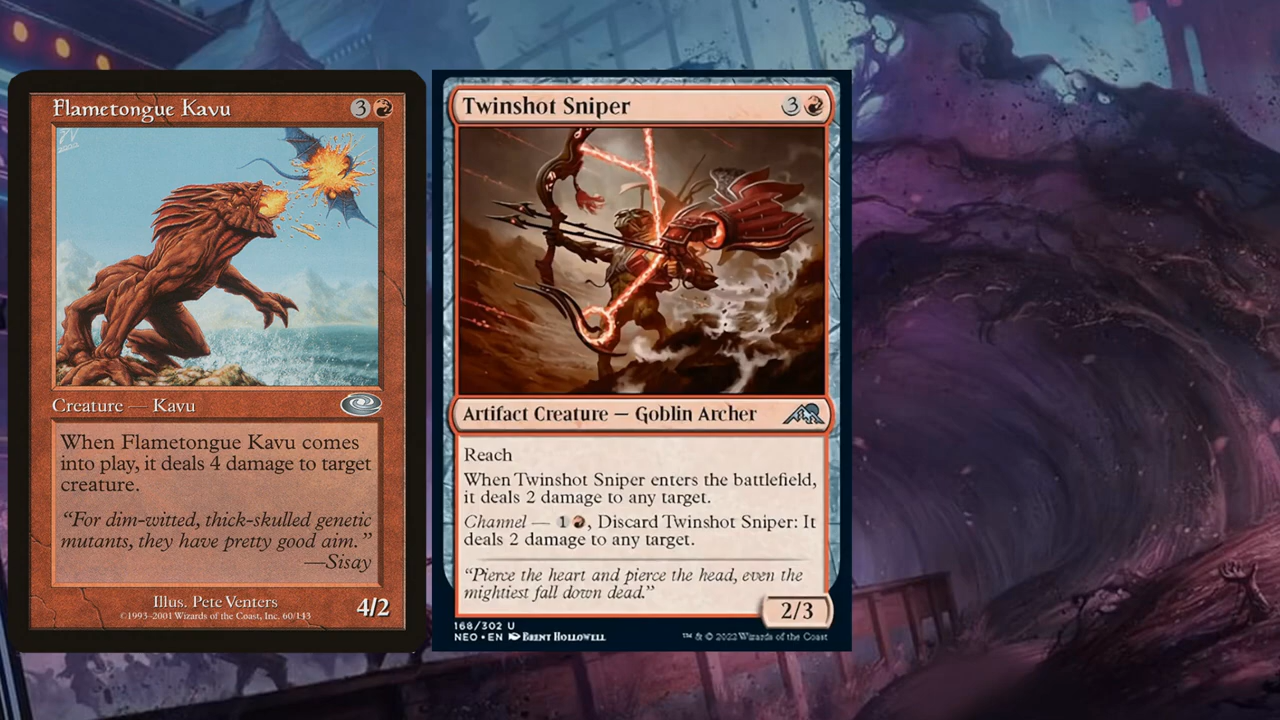 Flametongue Kavu 3
Creature — Kavu
When Flametongue Kavu comes
into play, it deals 4 damage to target
creature.
“For dim-witted, thick-skulled genetic
mutants, they have pretty good aim.”
—Sisay
Illus. Pete Venters
©1993–2001 Wizards of the Coast, Inc. 60/143
4/2
Twinshot Sniper 3
Artifact Creature — Goblin Archer
Reach
When Twinshot Sniper enters the battlefield,
it deals 2 damage to any target.
Channel — 1, Discard Twinshot Sniper: It
deals 2 damage to any target.
“Pierce the heart and pierce the head, even the
mightiest fall down dead.”
2/3
168/302 U
NEO • EN Brent Hollowell
™ & © 2022 Wizards of the Coast